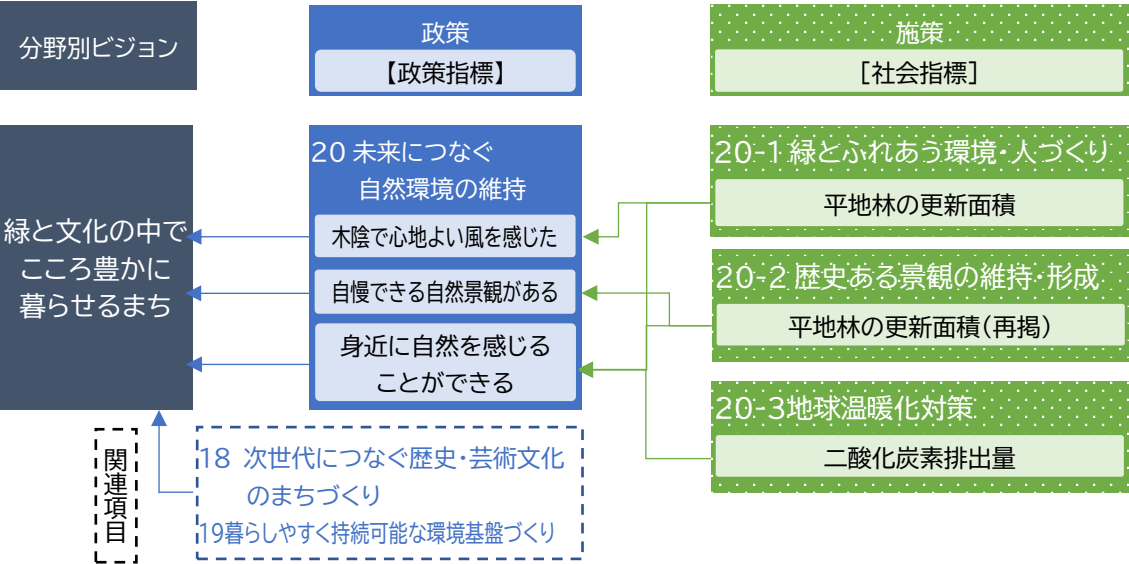 分野別ビジョン
政策
【政策指標】
施策
[社会指標]
緑と文化の中で
こころ豊かに
暮らせるまち
20 未来につなぐ
自然環境の維持
木陰で心地よい風を感じた
自慢できる自然景観がある
身近に自然を感じる
ことができる
20-1 緑とふれあう環境・人づくり
平地林の更新面積
20-2 歴史ある景観の維持・形成
平地林の更新面積(再掲)
20-3地球温暖化対策
二酸化炭素排出量
関連項目
18 次世代につなぐ歴史・芸術文化
のまちづくり
19暮らしやすく持続可能な環境基盤づくり